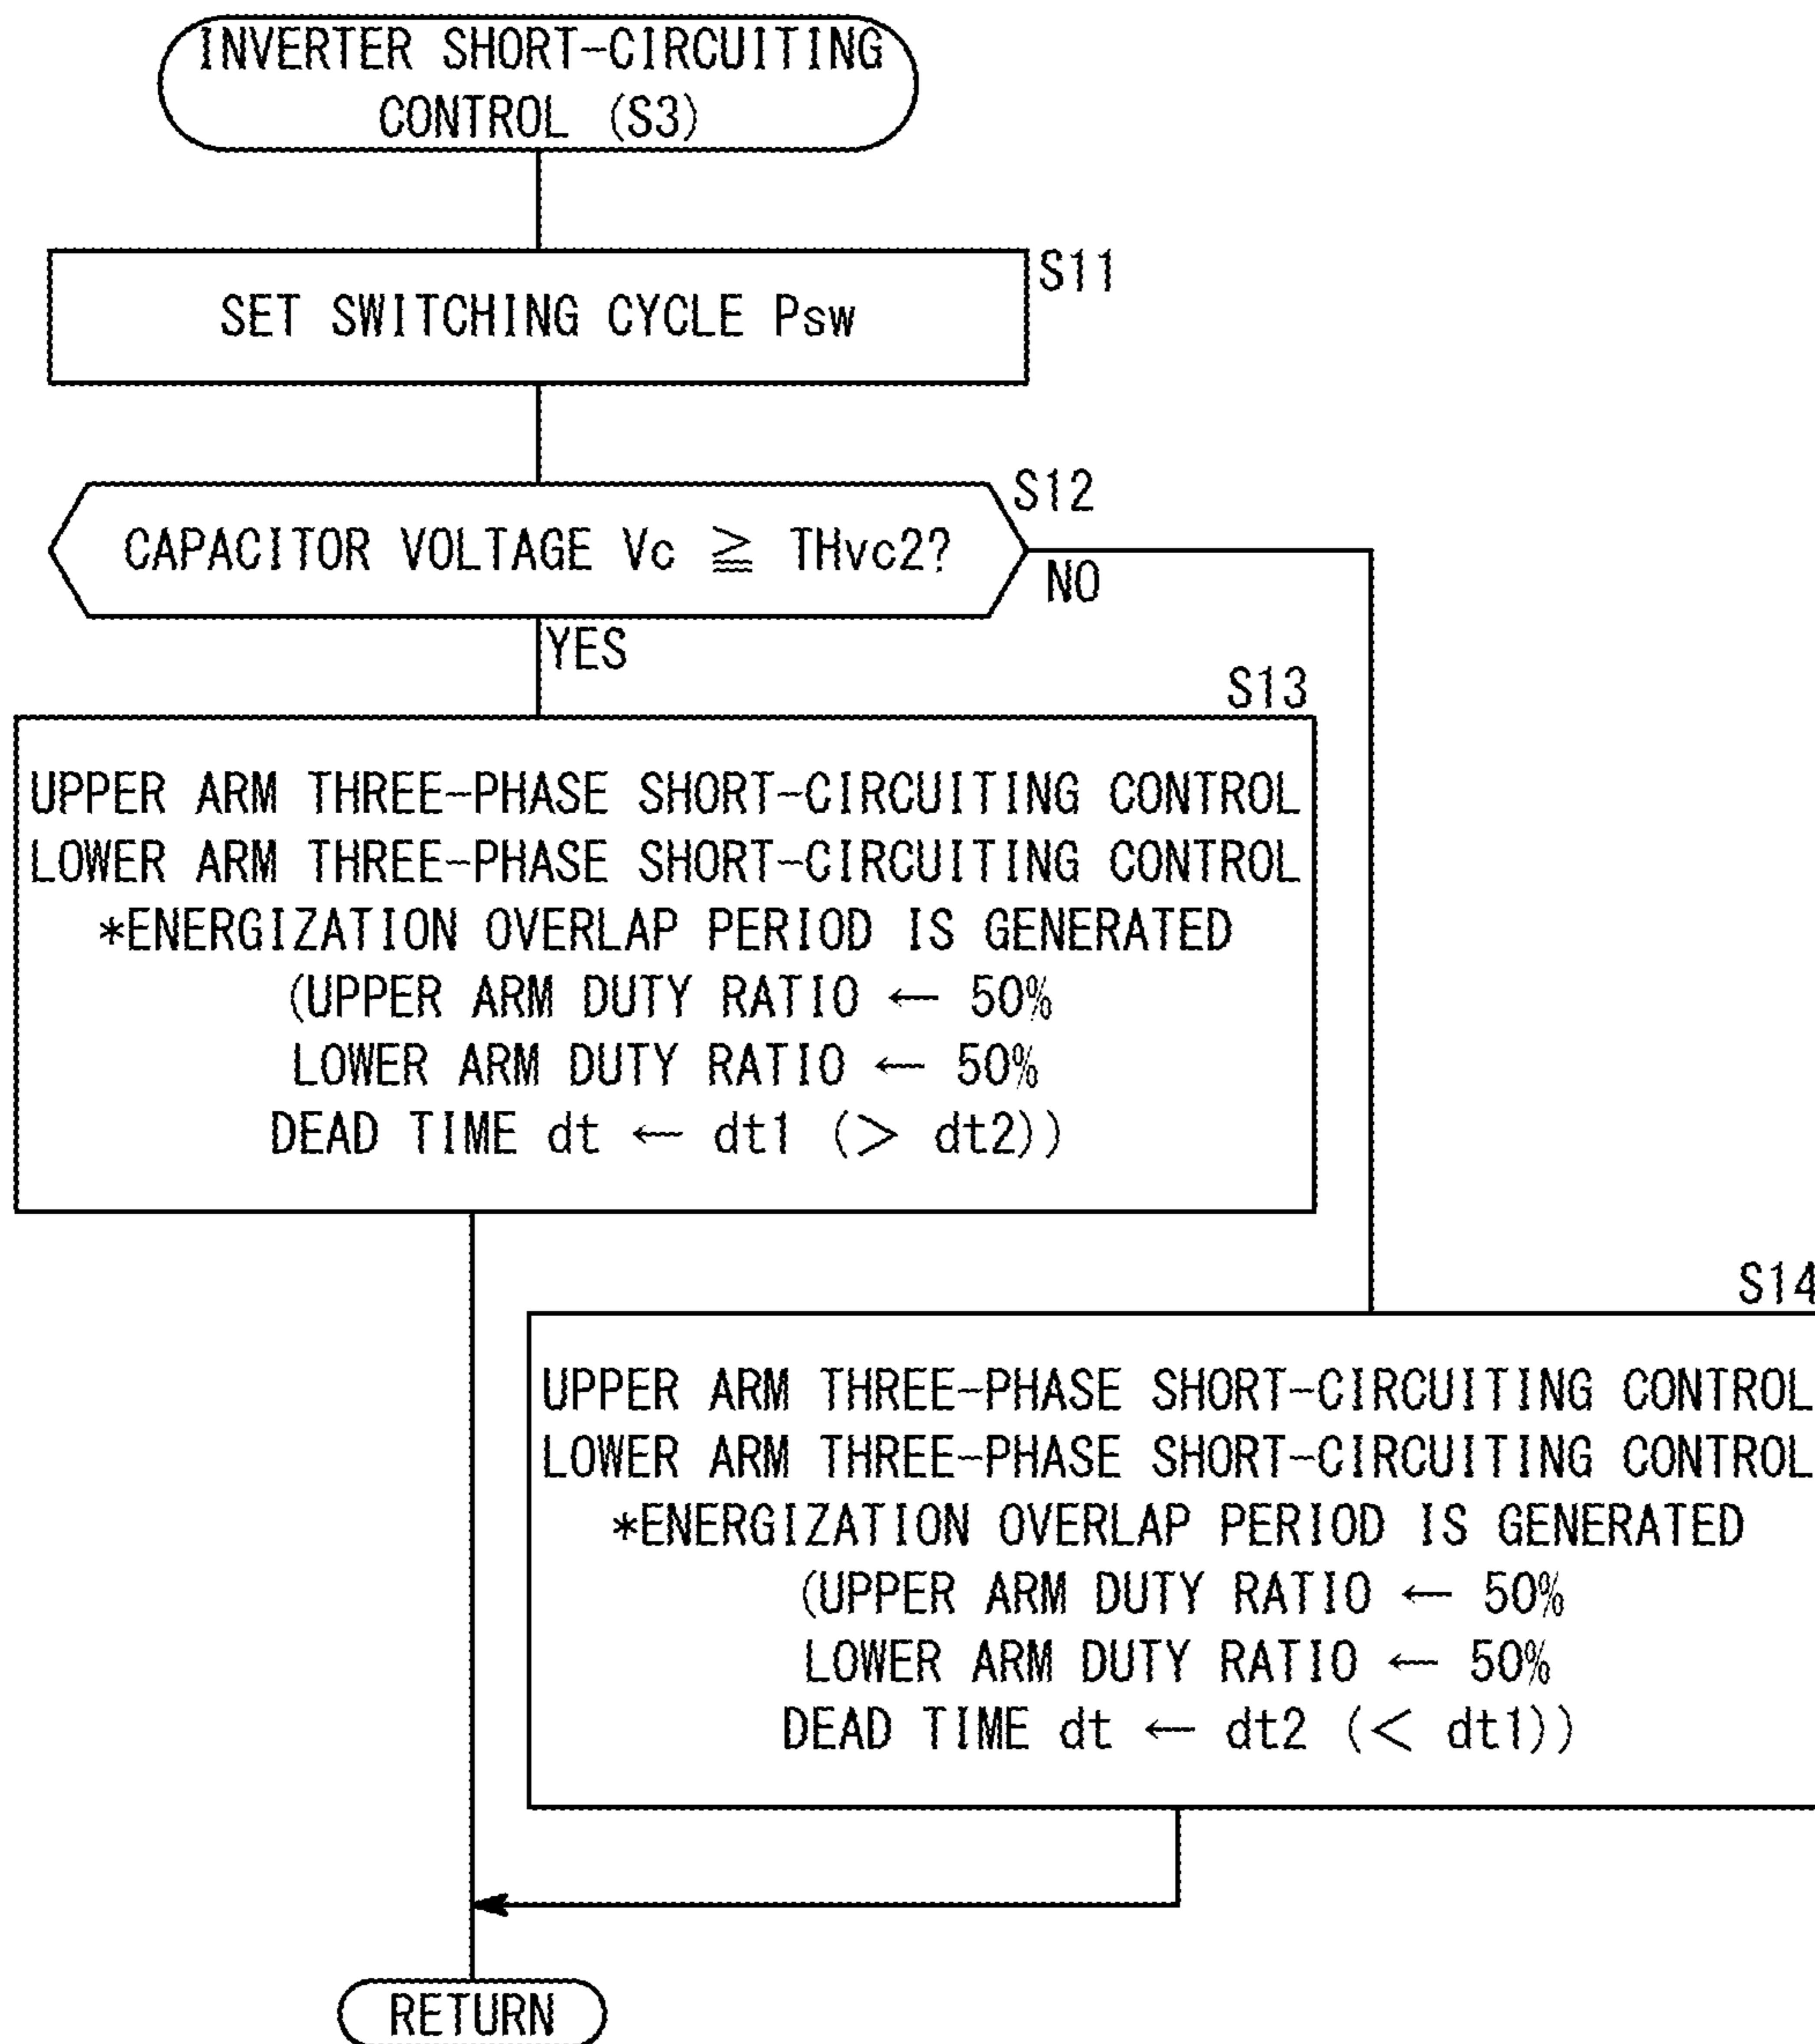 INVERTER SHORT-CIRCUITING
CONTROL (S3)
S11
SET SWITCHING CYCLE Psw
S12
CAPACITOR VOLTAGE Vc ≧ THvc2?
NO
YES
S13
UPPER ARM THREE-PHASE SHORT-CIRCUITING CONTROL
LOWER ARM THREE-PHASE SHORT-CIRCUITING CONTROL
*ENERGIZATION OVERLAP PERIOD IS GENERATED
(UPPER ARM DUTY RATIO ← 50%
LOWER ARM DUTY RATIO ← 50%
DEAD TIME dt ← dt1 (> dt2))
S14
UPPER ARM THREE-PHASE SHORT-CIRCUITING CONTROL
LOWER ARM THREE-PHASE SHORT-CIRCUITING CONTROL
*ENERGIZATION OVERLAP PERIOD IS GENERATED
(UPPER ARM DUTY RATIO ← 50%
LOWER ARM DUTY RATIO ← 50%
DEAD TIME dt ← dt2 (< dt1))
RETURN